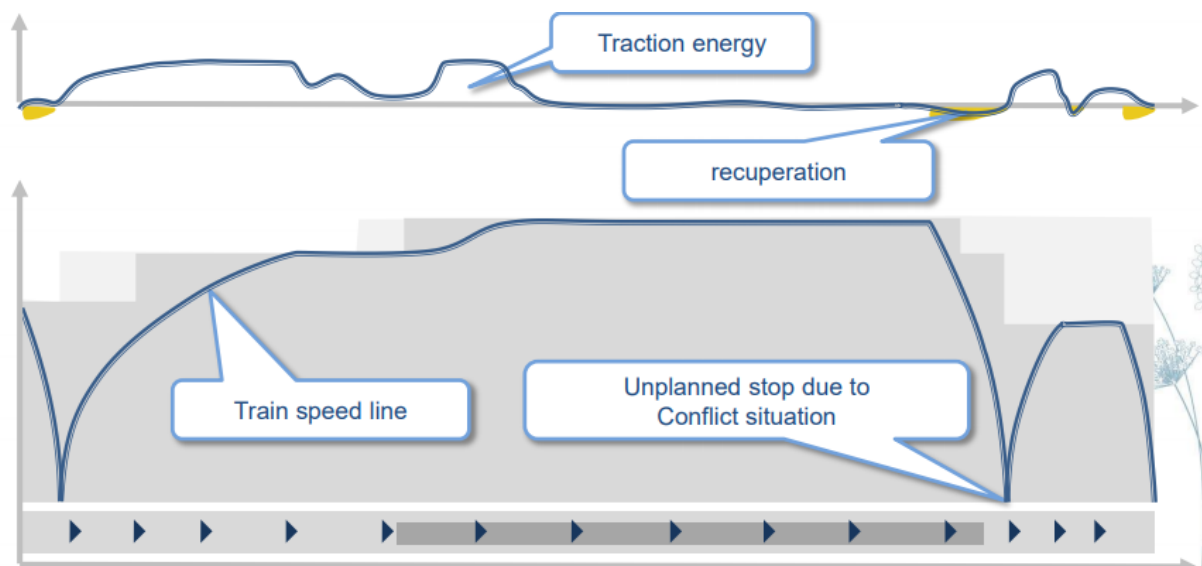 Traction energy
recuperation
Train speed line
Unplanned stop due to
Conflict situation